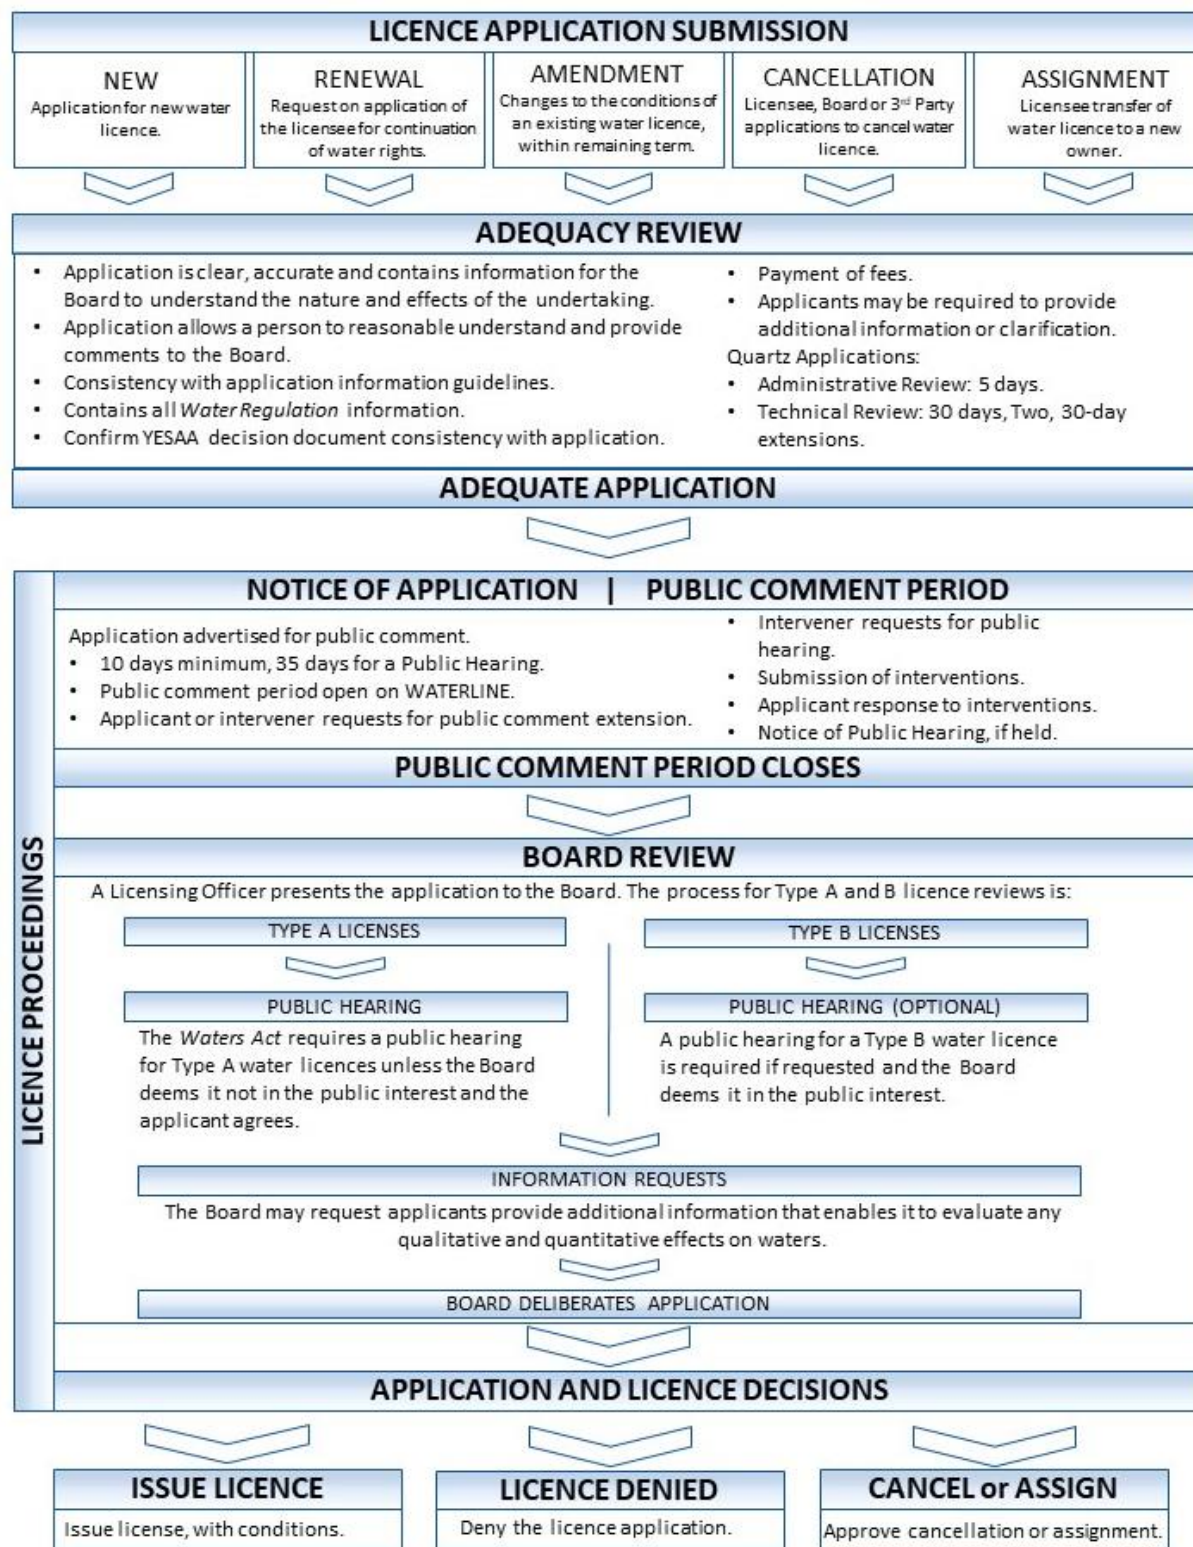 LICENCE APPLICATION SUBMISSION
NEW
Application for new water
licence.
RENEWAL
Request on application of
the licensee for continuation
of water rights.
AMENDMENT
Changes to the conditions of
an existing water licence,
within remaining term.
CANCELLATION
Licensee, Board or 3rd Party
applications to cancel water
licence.
ASSIGNMENT
Licensee transfer of
water licence to a new
owner.
ADEQUACY REVIEW
• Application is clear, accurate and contains information for the
Board to understand the nature and effects of the undertaking.
• Application allows a person to reasonable understand and provide
comments to the Board.
• Consistency with application information guidelines.
• Contains all Water Regulation information.
• Confirm YESAA decision document consistency with application.
• Payment of fees.
• Applicants may be required to provide
additional information or clarification.
Quartz Applications:
• Administrative Review: 5 days.
• Technical Review: 30 days, Two, 30-day
extensions.
ADEQUATE APPLICATION
LICENCE PROCEEDINGS
NOTICE OF APPLICATION | PUBLIC COMMENT PERIOD
Application advertised for public comment.
• 10 days minimum, 35 days for a Public Hearing.
• Public comment period open on WATERLINE.
• Applicant or intervener requests for public comment extension.
• Intervener requests for public
hearing.
• Submission of interventions.
• Applicant response to interventions.
• Notice of Public Hearing, if held.
PUBLIC COMMENT PERIOD CLOSES
BOARD REVIEW
A Licensing Officer presents the application to the Board. The process for Type A and B licence reviews is:
TYPE A LICENSES
PUBLIC HEARING
The Waters Act requires a public hearing
for Type A water licences unless the Board
deems it not in the public interest and the
applicant agrees.
TYPE B LICENSES
PUBLIC HEARING (OPTIONAL)
A public hearing for a Type B water licence
is required if requested and the Board
deems it in the public interest.
INFORMATION REQUESTS
The Board may request applicants provide additional information that enables it to evaluate any
qualitative and quantitative effects on waters.
BOARD DELIBERATES APPLICATION
APPLICATION AND LICENCE DECISIONS
ISSUE LICENCE
Issue license, with conditions.
LICENCE DENIED
Deny the licence application.
CANCEL or ASSIGN
Approve cancellation or assignment.